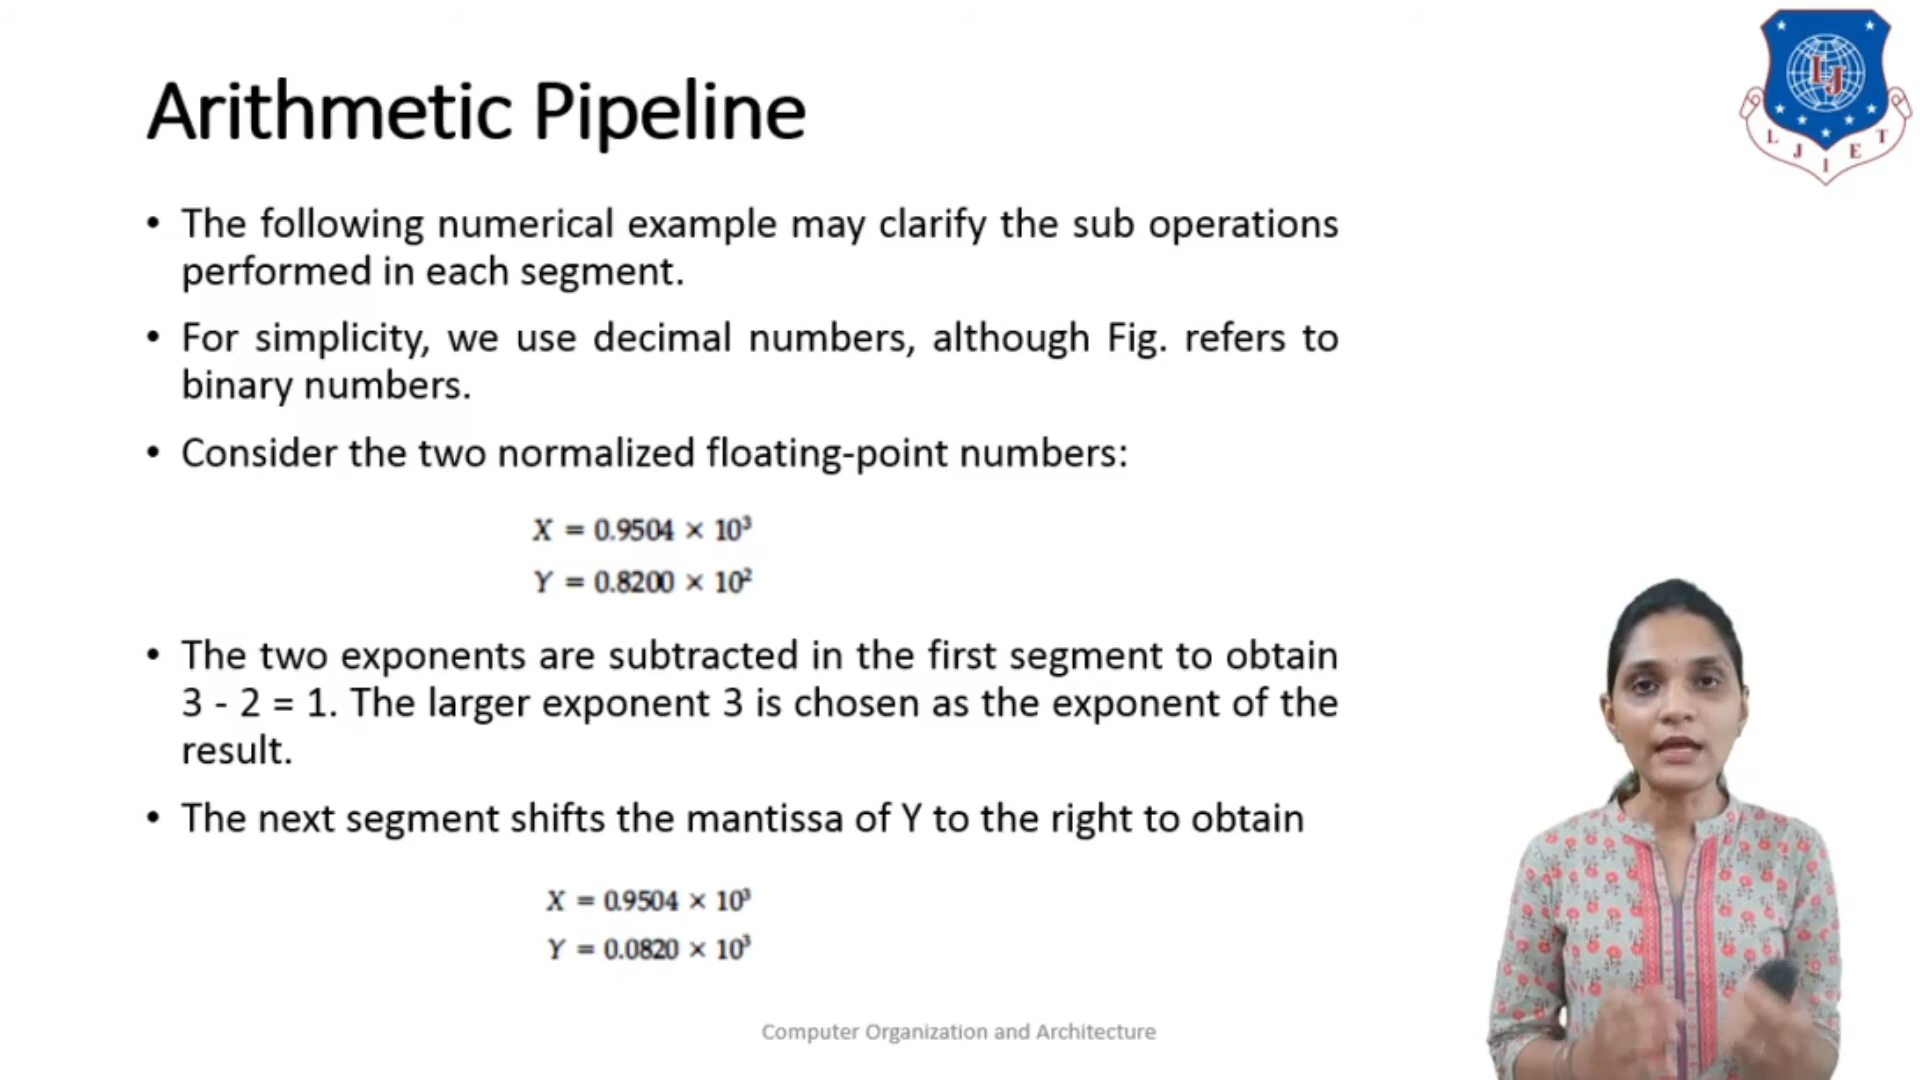 Arithmetic Pipeline
LJ
L J I E T
• The following numerical example may clarify the sub operations
performed in each segment.
• For simplicity, we use decimal numbers, although Fig. refers to
binary numbers.
• Consider the two normalized floating-point numbers:
X = 0.9504 × 10³
Y = 0.8200 × 10²
• The two exponents are subtracted in the first segment to obtain
3 - 2 = 1. The larger exponent 3 is chosen as the exponent of the
result.
• The next segment shifts the mantissa of Y to the right to obtain
X = 0.9504 × 10³
Y = 0.0820 × 10³
Computer Organization and Architecture